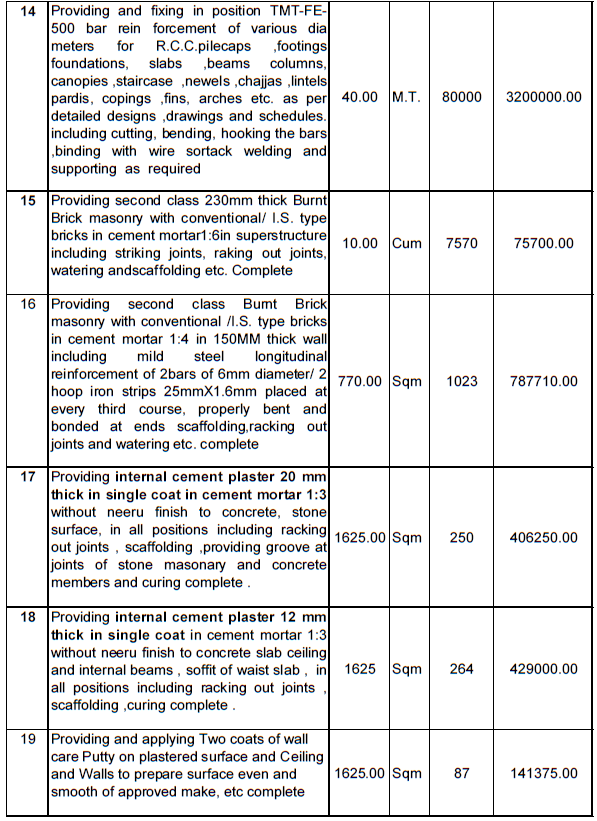 14 Providing and fixing in position TMT-FE-
500 bar rein forcement of various dia
meters for R.C.C.pilecaps ,footings
foundations, slabs ,beams columns,
canopies ,staircase ,newels ,chajjas ,lintels
pardis, copings ,fins, arches etc. as per
detailed designs ,drawings and schedules.
including cutting, bending, hooking the bars
,binding with wire sortack welding and
supporting as required
40.00 M.T. 80000 3200000.00
15 Providing second class 230mm thick Burnt
Brick masonry with conventional/ I.S. type
bricks in cement mortar1:6in superstructure
including striking joints, raking out joints,
watering andscaffolding etc. Complete
10.00 Cum 7570 75700.00
16 Providing second class Burnt Brick
masonry with conventional /I.S. type bricks
in cement mortar 1:4 in 150MM thick wall
including mild steel longitudinal
reinforcement of 2bars of 6mm diameter/ 2
hoop iron strips 25mmX1.6mm placed at
every third course, properly bent and
bonded at ends scaffolding,racking out
joints and watering etc. complete
770.00 Sqm 1023 787710.00
17 Providing internal cement plaster 20 mm
thick in single coat in cement mortar 1:3
without neeru finish to concrete, stone
surface, in all positions including racking
out joints , scaffolding ,providing groove at
joints of stone masonary and concrete
members and curing complete .
1625.00 Sqm 250 406250.00
18 Providing internal cement plaster 12 mm
thick in single coat in cement mortar 1:3
without neeru finish to concrete slab ceiling
and internal beams , soffit of waist slab , in
all positions including racking out joints ,
scaffolding ,curing complete .
1625 Sqm 264 429000.00
19 Providing and applying Two coats of wall
care Putty on plastered surface and Ceiling
and Walls to prepare surface even and
smooth of approved make, etc complete
1625.00 Sqm 87 141375.00